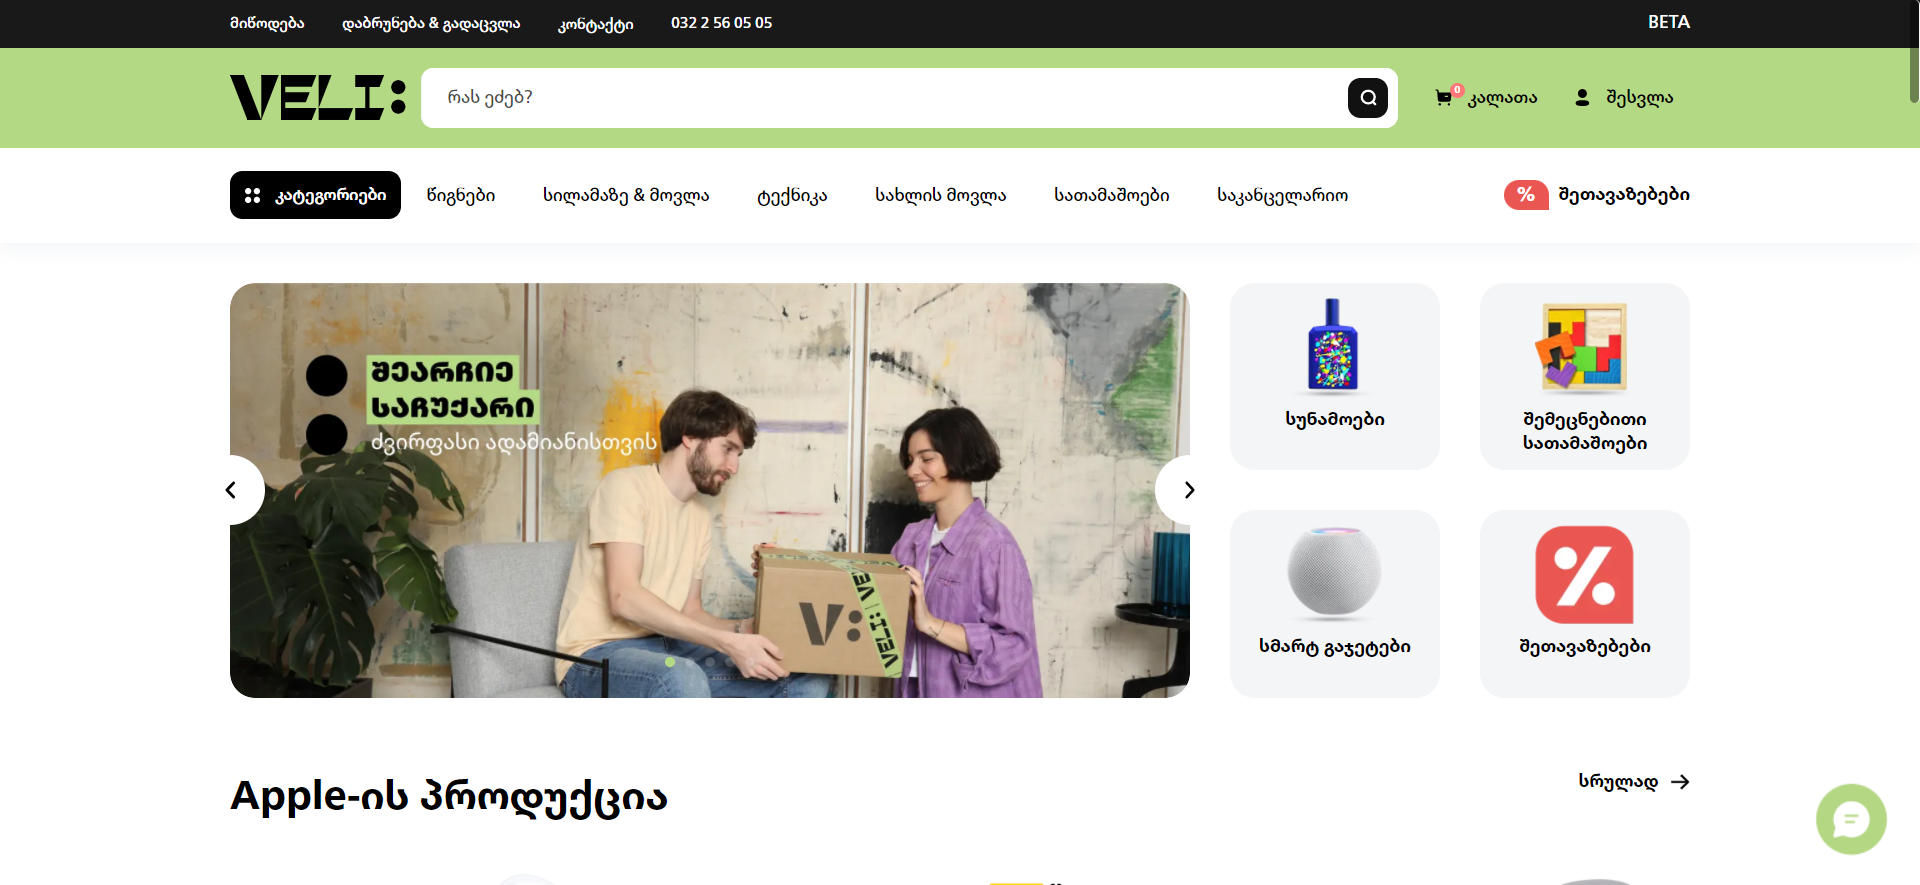 მიწოდება
დაბრუნება & გადაცვლა
კონტაქტი
032 2 56 05 05
BETA
VELI:
რას ეძებ?
0
კალათა
შესვლა
კატეგორიები
წიგნები
სილამაზე & მოვლა
ტექნიკა
სახლის მოვლა
სათამაშოები
საკანცელარიო
%
შეთავაზებები
შეარჩიე
საჩუქარი
ძვირფასი ადამიანისთვის
V:
VELI
სუნამოები
შემეცნებითი
სათამაშოები
სმარტ გაჯეტები
%
შეთავაზებები
Apple-ის პროდუქცია
სრულად